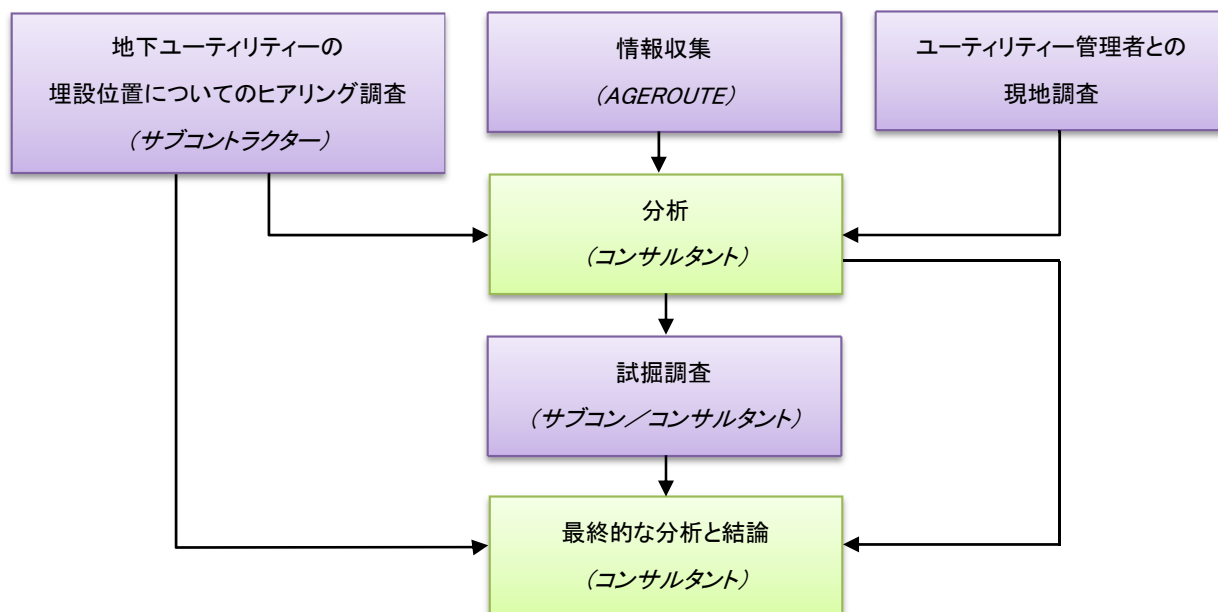 地下ユーティリティーの
埋設位置についてのヒアリング調査
(サブコントラクター)
情報収集
(AGEROUTE)
ユーティリティー管理者との
現地調査
分析
(コンサルタント)
試掘調査
(サブコン／コンサルタント)
最終的な分析と結論
(コンサルタント)